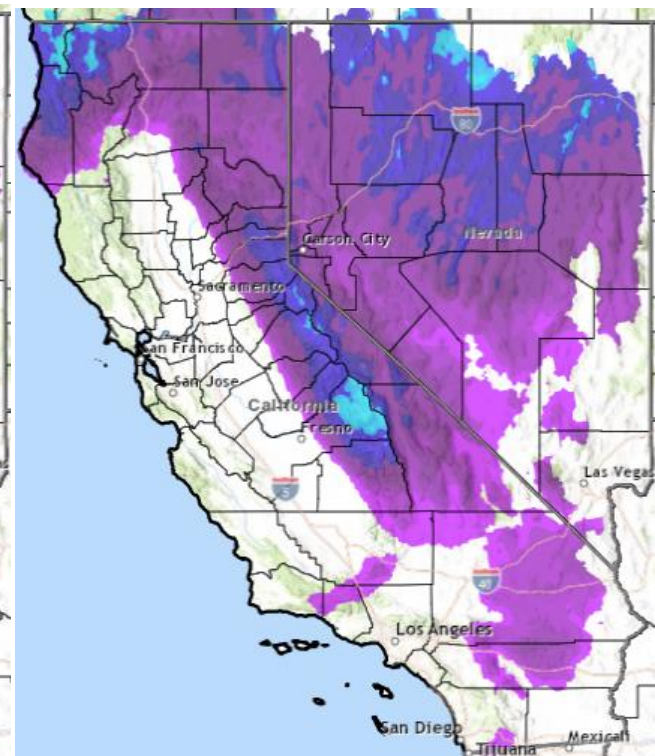 80
Carson City
Nevada
Sacramento
San Francisco
San Jose
California
Fresno
5
Las Vegas
40
Los Angeles
San Diego
Tijuana
Mexicali